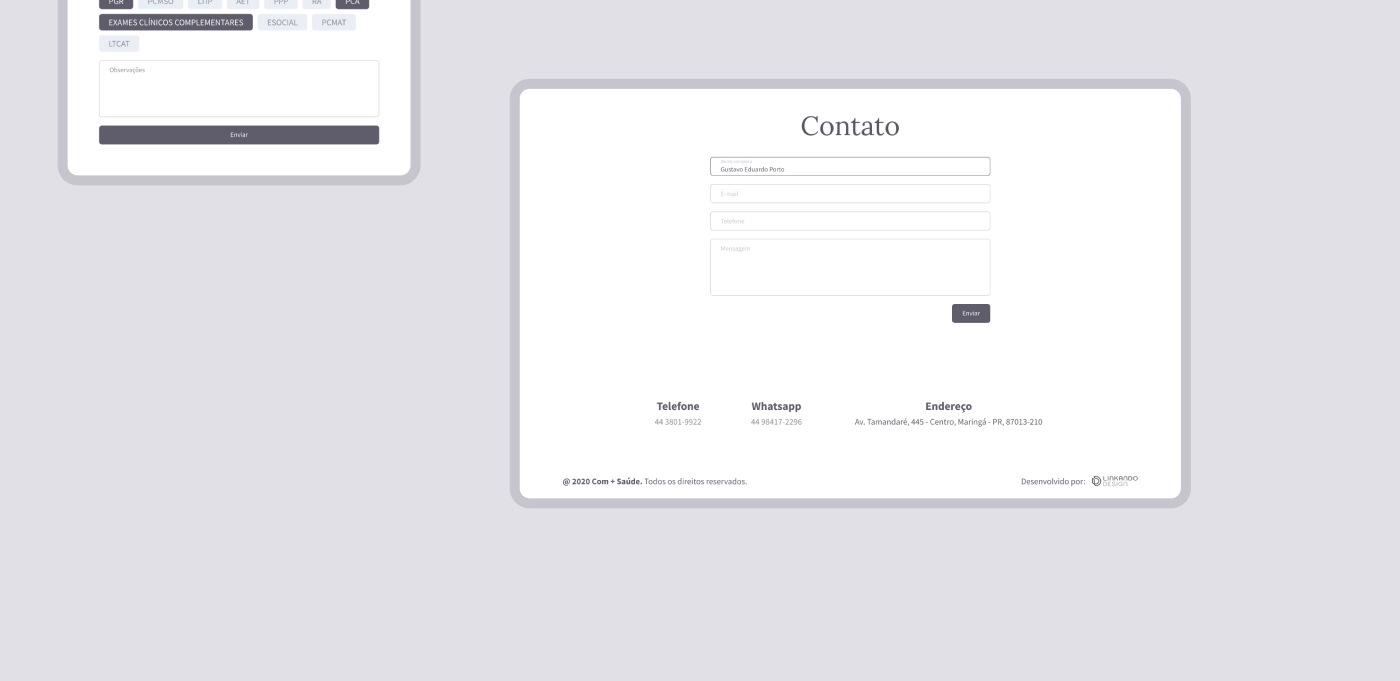 PGR PCMSO LTIP AET PPP RA PCA
EXAMES CLÍNICOS COMPLEMENTARES ESOCIAL PCMAT
LTCAT
Observações
Enviar
Contato
Nome completo
Gustavo Eduardo Porto
E-mail
Telefone
Mensagem
Enviar
Telefone
44 3801-9922
Whatsapp
44 98417-2296
Endereço
Av. Tamandaré, 445 - Centro, Maringá - PR, 87013-210
@ 2020 Com + Saúde. Todos os direitos reservados.
Desenvolvido por: LINKANDO
DESIGN